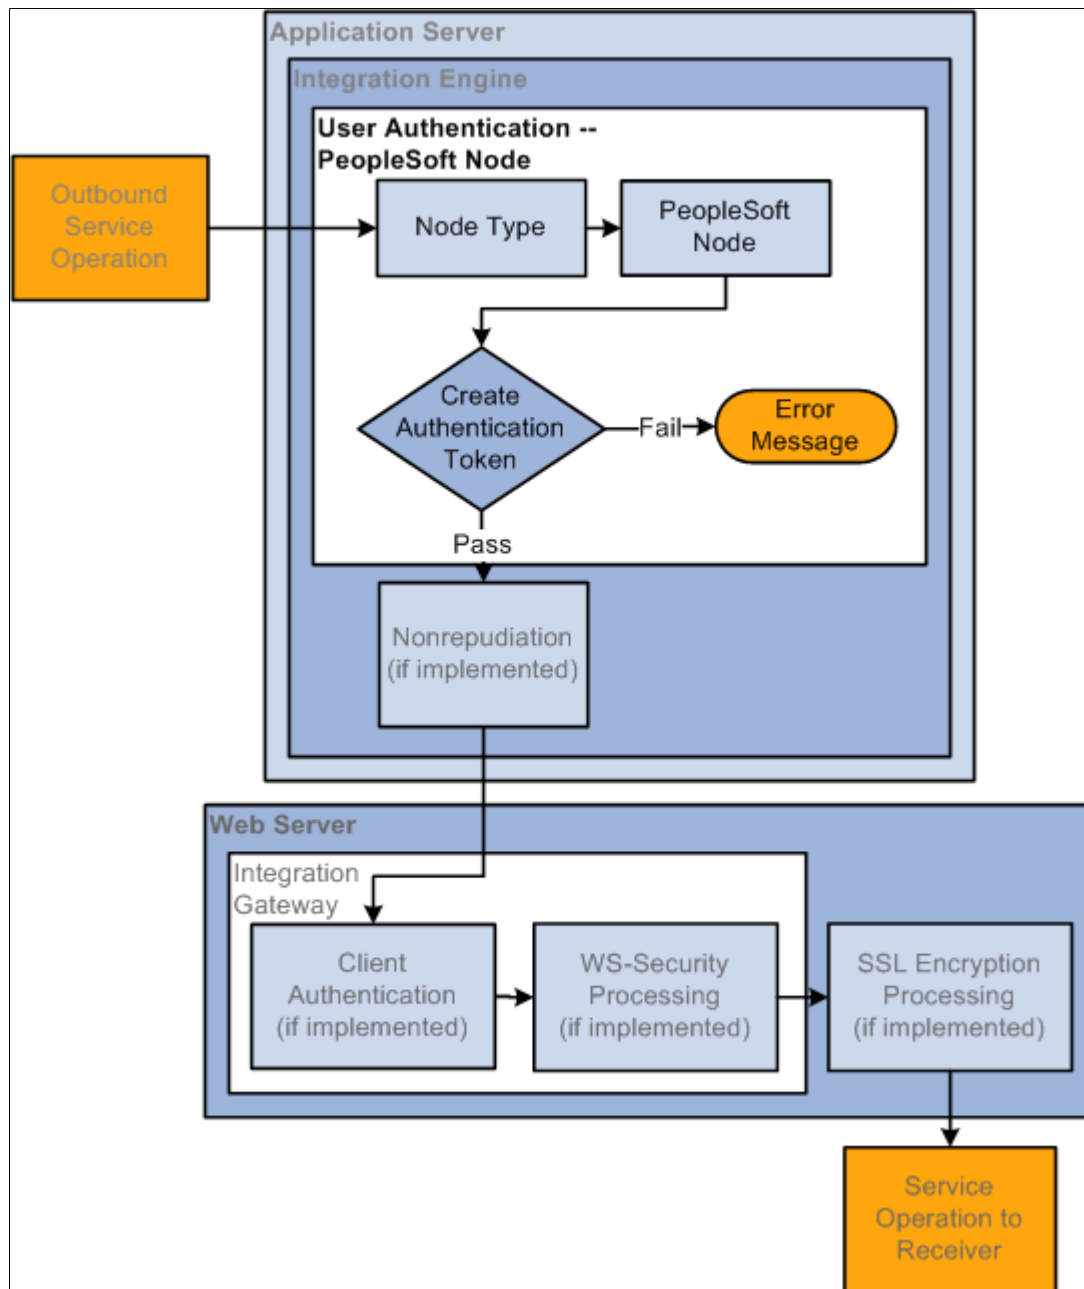 Application Server
Integration Engine
User Authentication --
PeopleSoft Node
Outbound
Service
Operation
Node Type
PeopleSoft
Node
Create
Authentication
Token
Fail
Error
Message
Pass
Nonrepudiation
(if implemented)
Web Server
Integration
Gateway
Client
Authentication
(if implemented)
WS-Security
Processing
(if implemented)
SSL Encryption
Processing
(if implemented)
Service
Operation to
Receiver